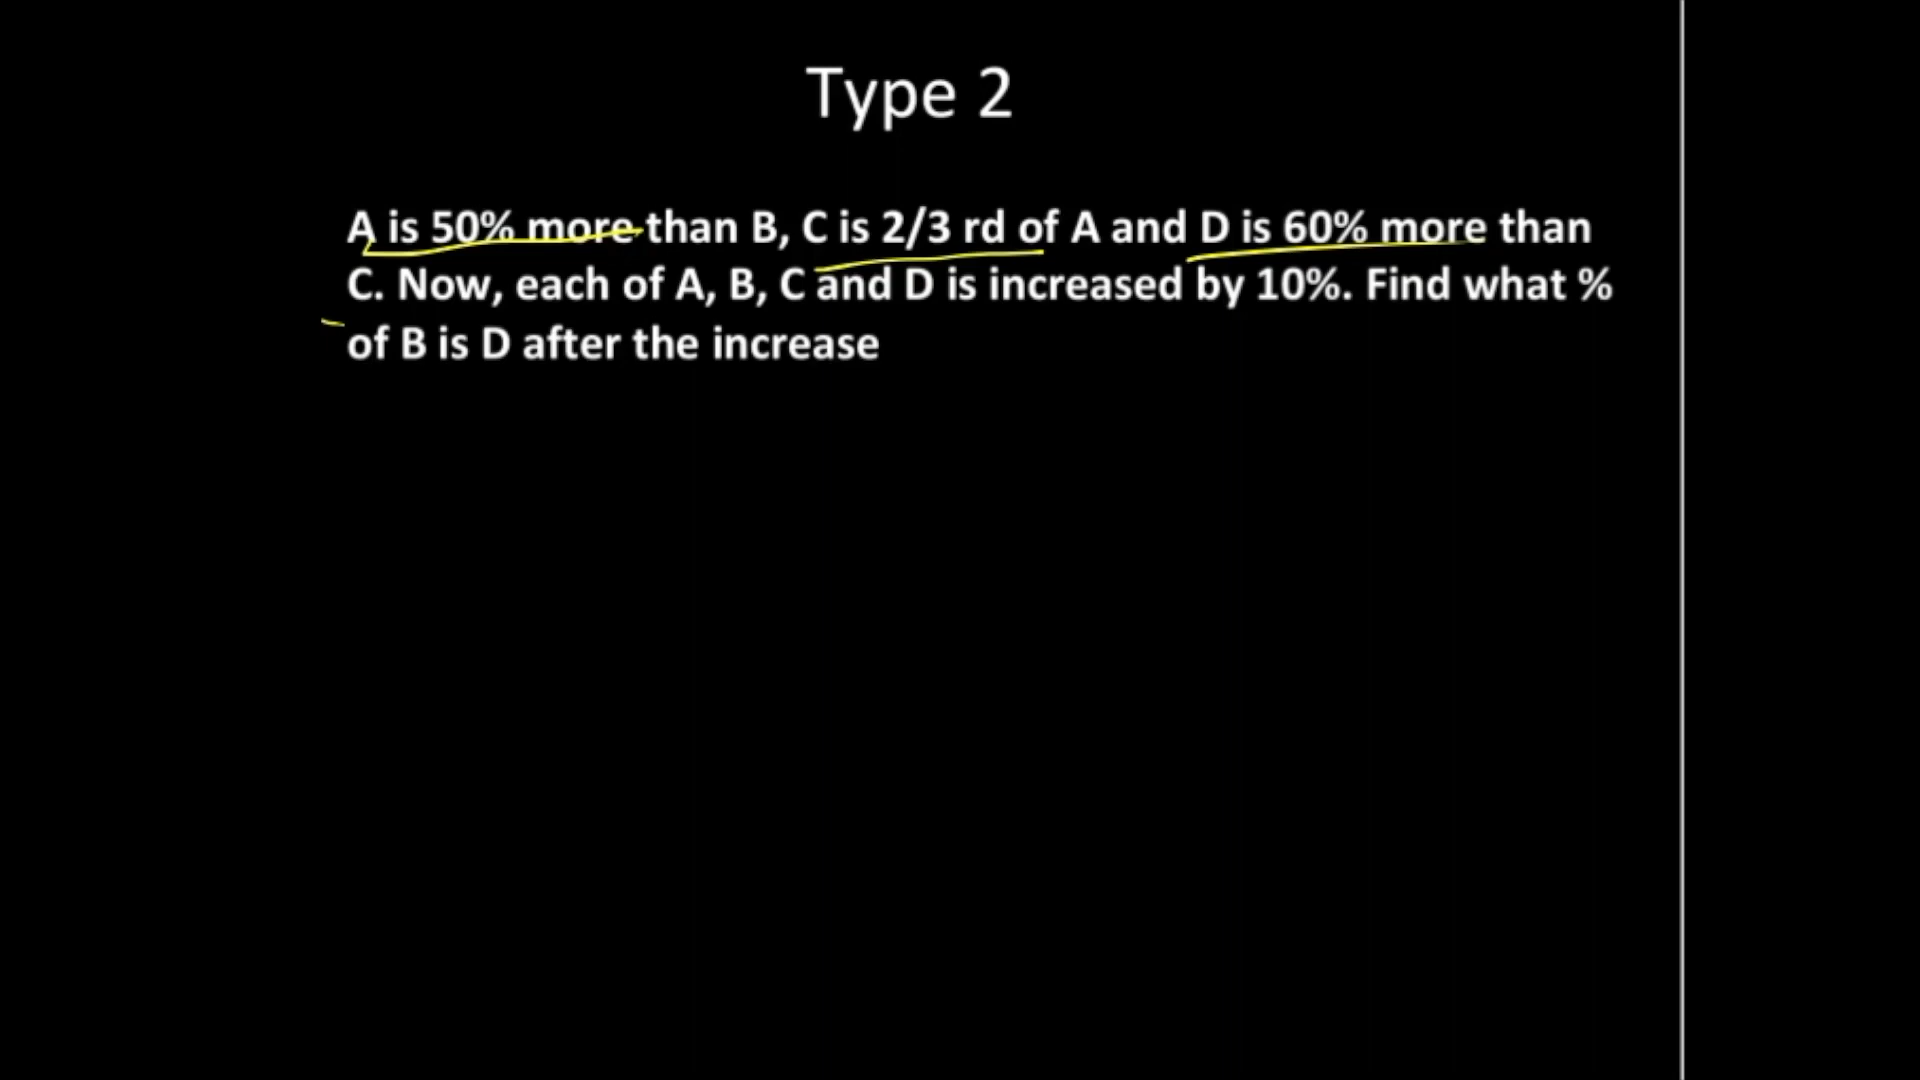 Type 2
A is 50% more than B, C is 2/3 rd of A and D is 60% more than
C. Now, each of A, B, C and D is increased by 10%. Find what %
of B is D after the increase